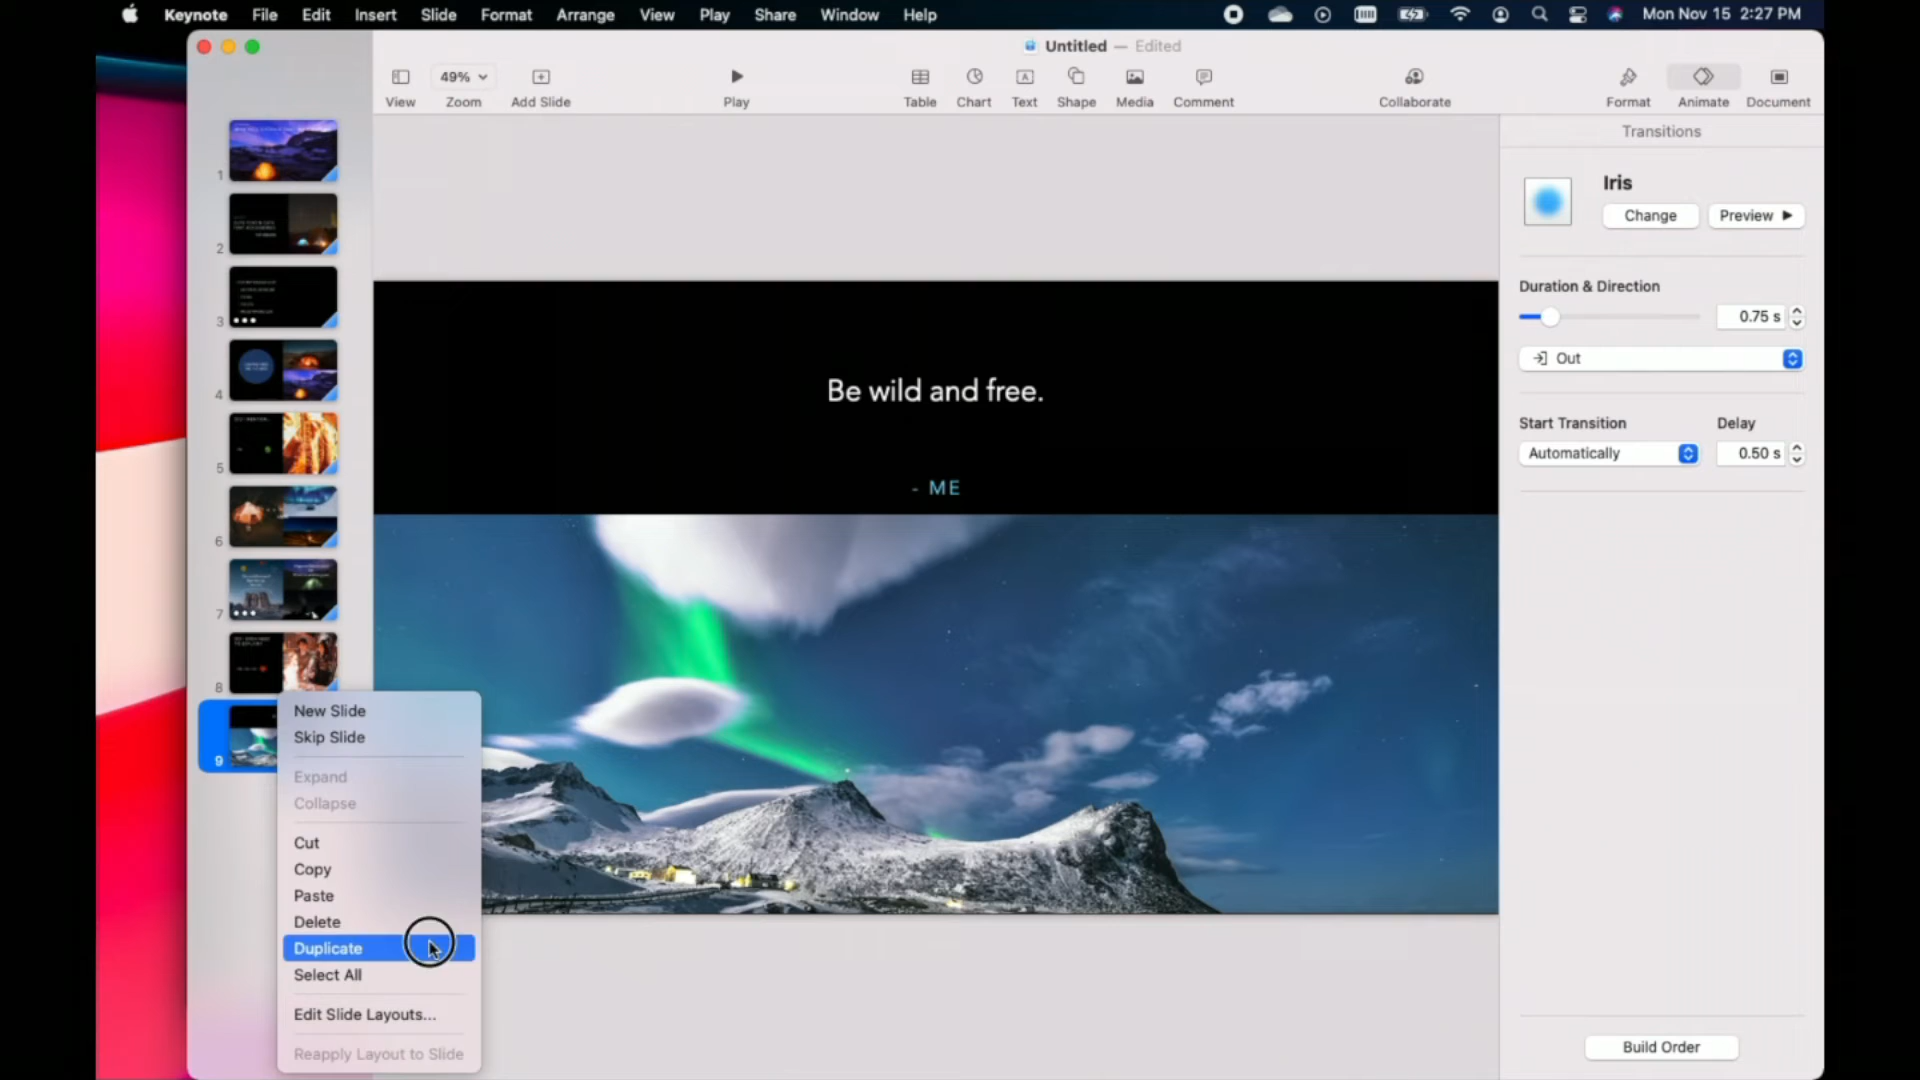 Keynote File Edit Insert Slide Format Arrange View Play Share Window Help Mon Nov 15 2:27 PM
Untitled — Edited
49%
View Zoom Add Slide Play Table Chart Text Shape Media Comment Collaborate Format Animate Document
Transitions
Iris
Change Preview
Duration & Direction
0.75 s
Out
Start Transition Delay
Automatically 0.50 s
Build Order
1
2
3
4
5
6
7
8
9
Be wild and free.
- ME
New Slide
Skip Slide
Expand
Collapse
Cut
Copy
Paste
Delete
Duplicate
Select All
Edit Slide Layouts...
Reapply Layout to Slide